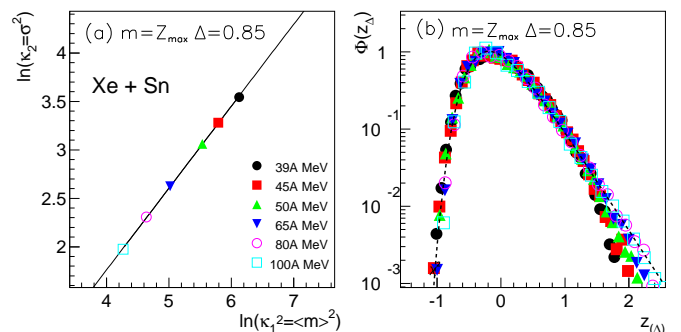 ln(κ₂=σ²)
(a) m=Z_max Δ=0.85
Xe + Sn
39A MeV
45A MeV
50A MeV
65A MeV
80A MeV
100A MeV
4
3.5
3
2.5
2
4 5 6 7
ln(κ₁²=<m>²)
Φ(z_Δ)
(b) m=Z_max Δ=0.85
1
10⁻¹
10⁻²
10⁻³
-1 0 1 2
z_(Δ)